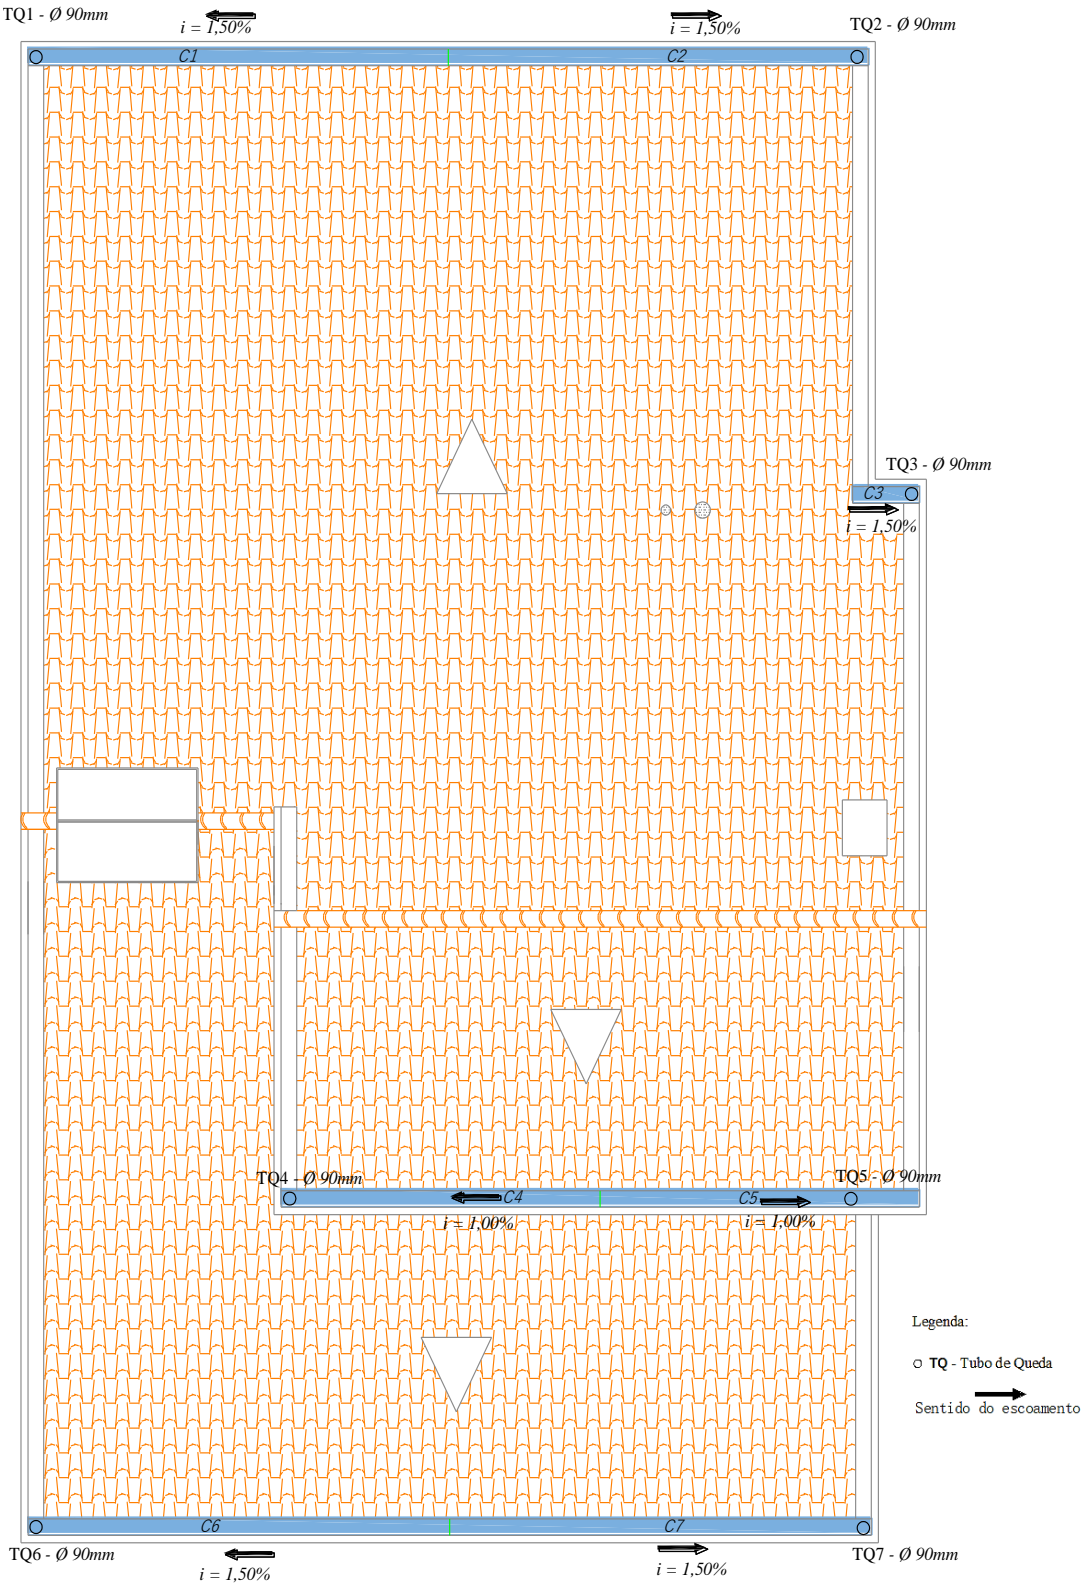 TQ1 - Ø 90mm
i = 1,50%
i = 1,50%
TQ2 - Ø 90mm
C1
C2
TQ3 - Ø 90mm
C3
i = 1,50%
TQ4 - Ø 90mm
TQ5 - Ø 90mm
C4
C5
i = 1,00%
i = 1,00%
Legenda:
TQ - Tubo de Queda
Sentido do escoamento
C6
C7
TQ6 - Ø 90mm
i = 1,50%
i = 1,50%
TQ7 - Ø 90mm